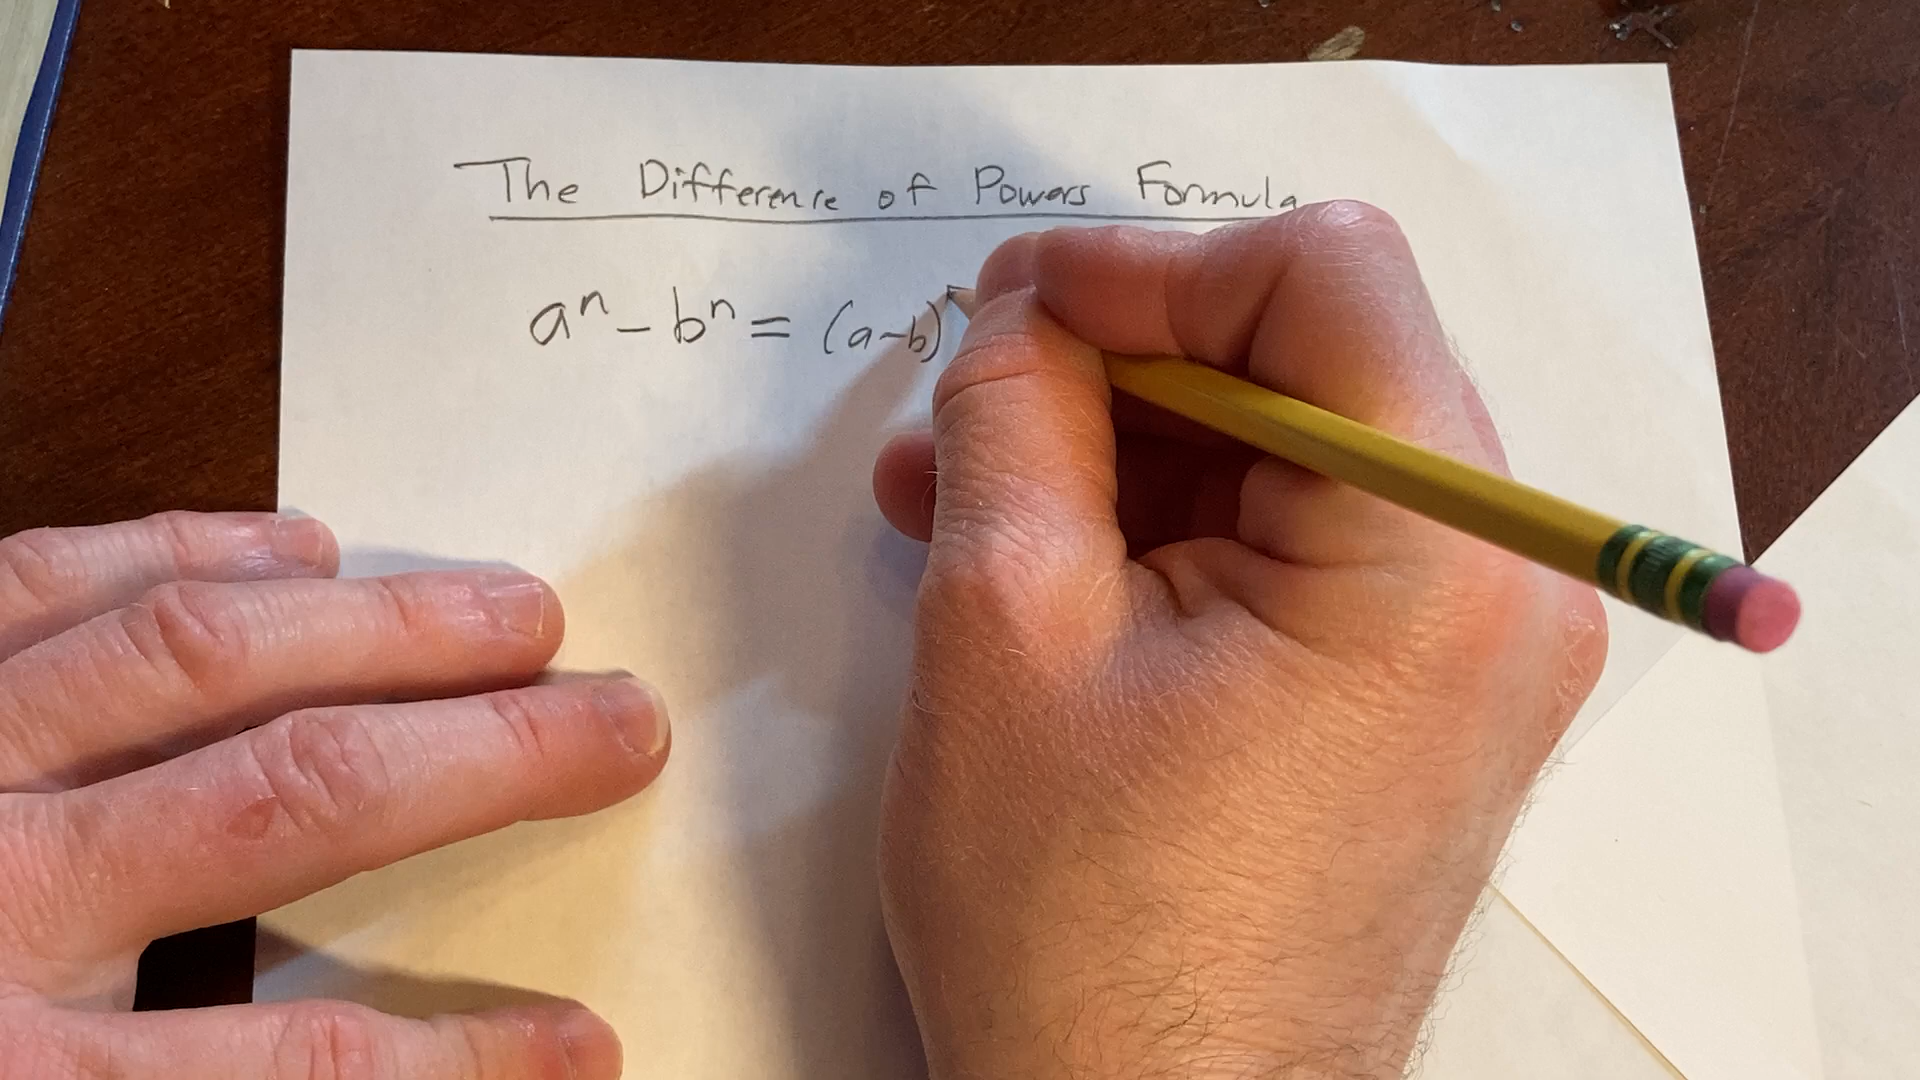 The Difference of Powers Formula
aⁿ - bⁿ = (a-b)